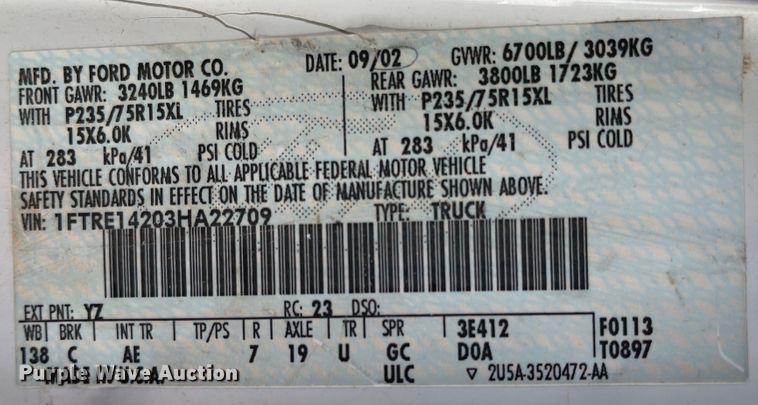 MFD. BY FORD MOTOR CO. DATE: 09/02 GVWR: 6700LB/ 3039KG
FRONT GAWR: 3240LB 1469KG REAR GAWR: 3800LB 1723KG
WITH P235/75R15XL TIRES WITH P235/75R15XL TIRES
15X6.0K RIMS 15X6.0K RIMS
AT 283 kPa/41 PSI COLD AT 283 kPa/41 PSI COLD
THIS VEHICLE CONFORMS TO ALL APPLICABLE FEDERAL MOTOR VEHICLE
SAFETY STANDARDS IN EFFECT ON THE DATE OF MANUFACTURE SHOWN ABOVE.
VIN: 1FTRE14203HA22709 TYPE: TRUCK
EXT PNT: YZ RC: 23 DSO:
WB BRK INT TR TP/PS R AXLE TR SPR 3E412 F0113
138 C AE 7 19 U GC DOA T0897
MADE IN U.S.A. ULC ▽ 2U5A-3520472-AA
Purple Wave Auction